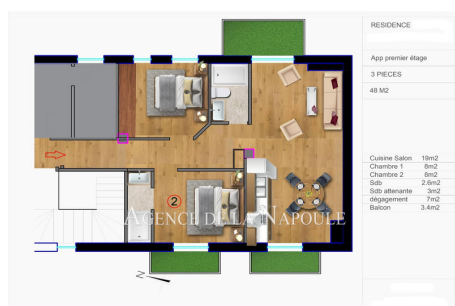 RESIDENCE
App premier étage
3 PIECES
48 M2
Cuisine Salon 19m2
Chambre 1 8m2
Chambre 2 8m2
Sdb 2.6m2
Sdb attenante 3m2
dégagement 7m2
Balcon 3.4m2
2
AGENCE DE LA NAPOULE
N